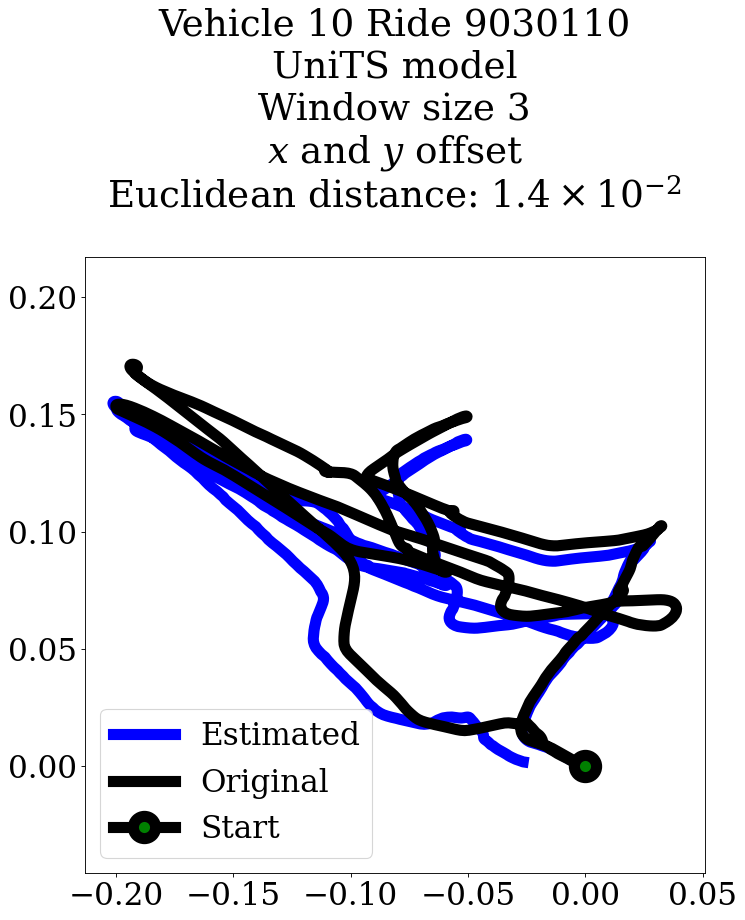 Vehicle 10 Ride 9030110
UniTS model
Window size 3
x and y offset
Euclidean distance: 1.4 × 10⁻²
0.20
0.15
0.10
0.05
0.00
Estimated
Original
Start
−0.20 −0.15 −0.10 −0.05 0.00 0.05